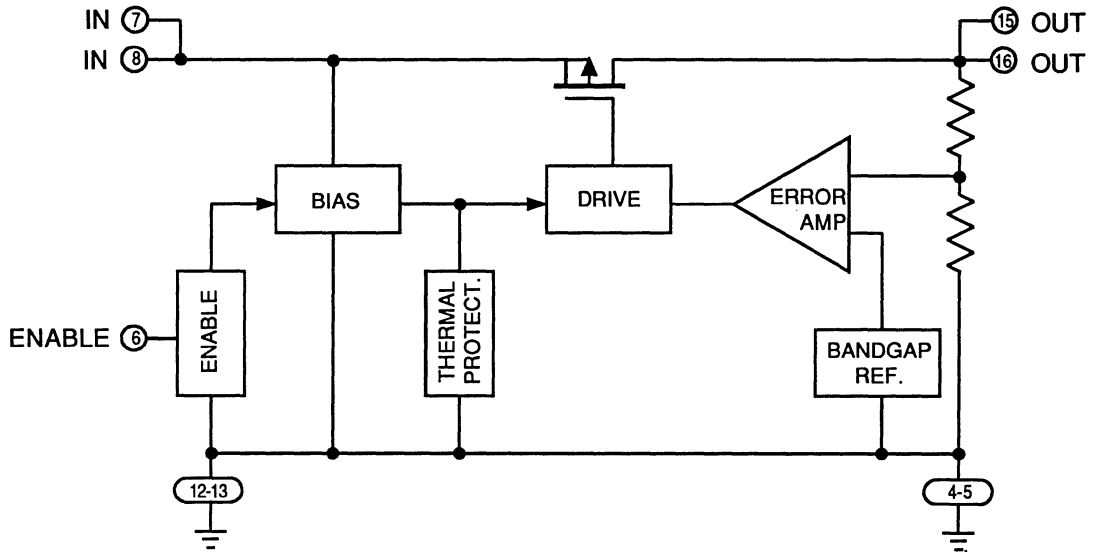 IN 7
15 OUT
IN 8
16 OUT
BIAS
DRIVE
ERROR
AMP
ENABLE 6
ENABLE
THERMAL
PROTECT.
BANDGAP
REF.
12-13
4-5